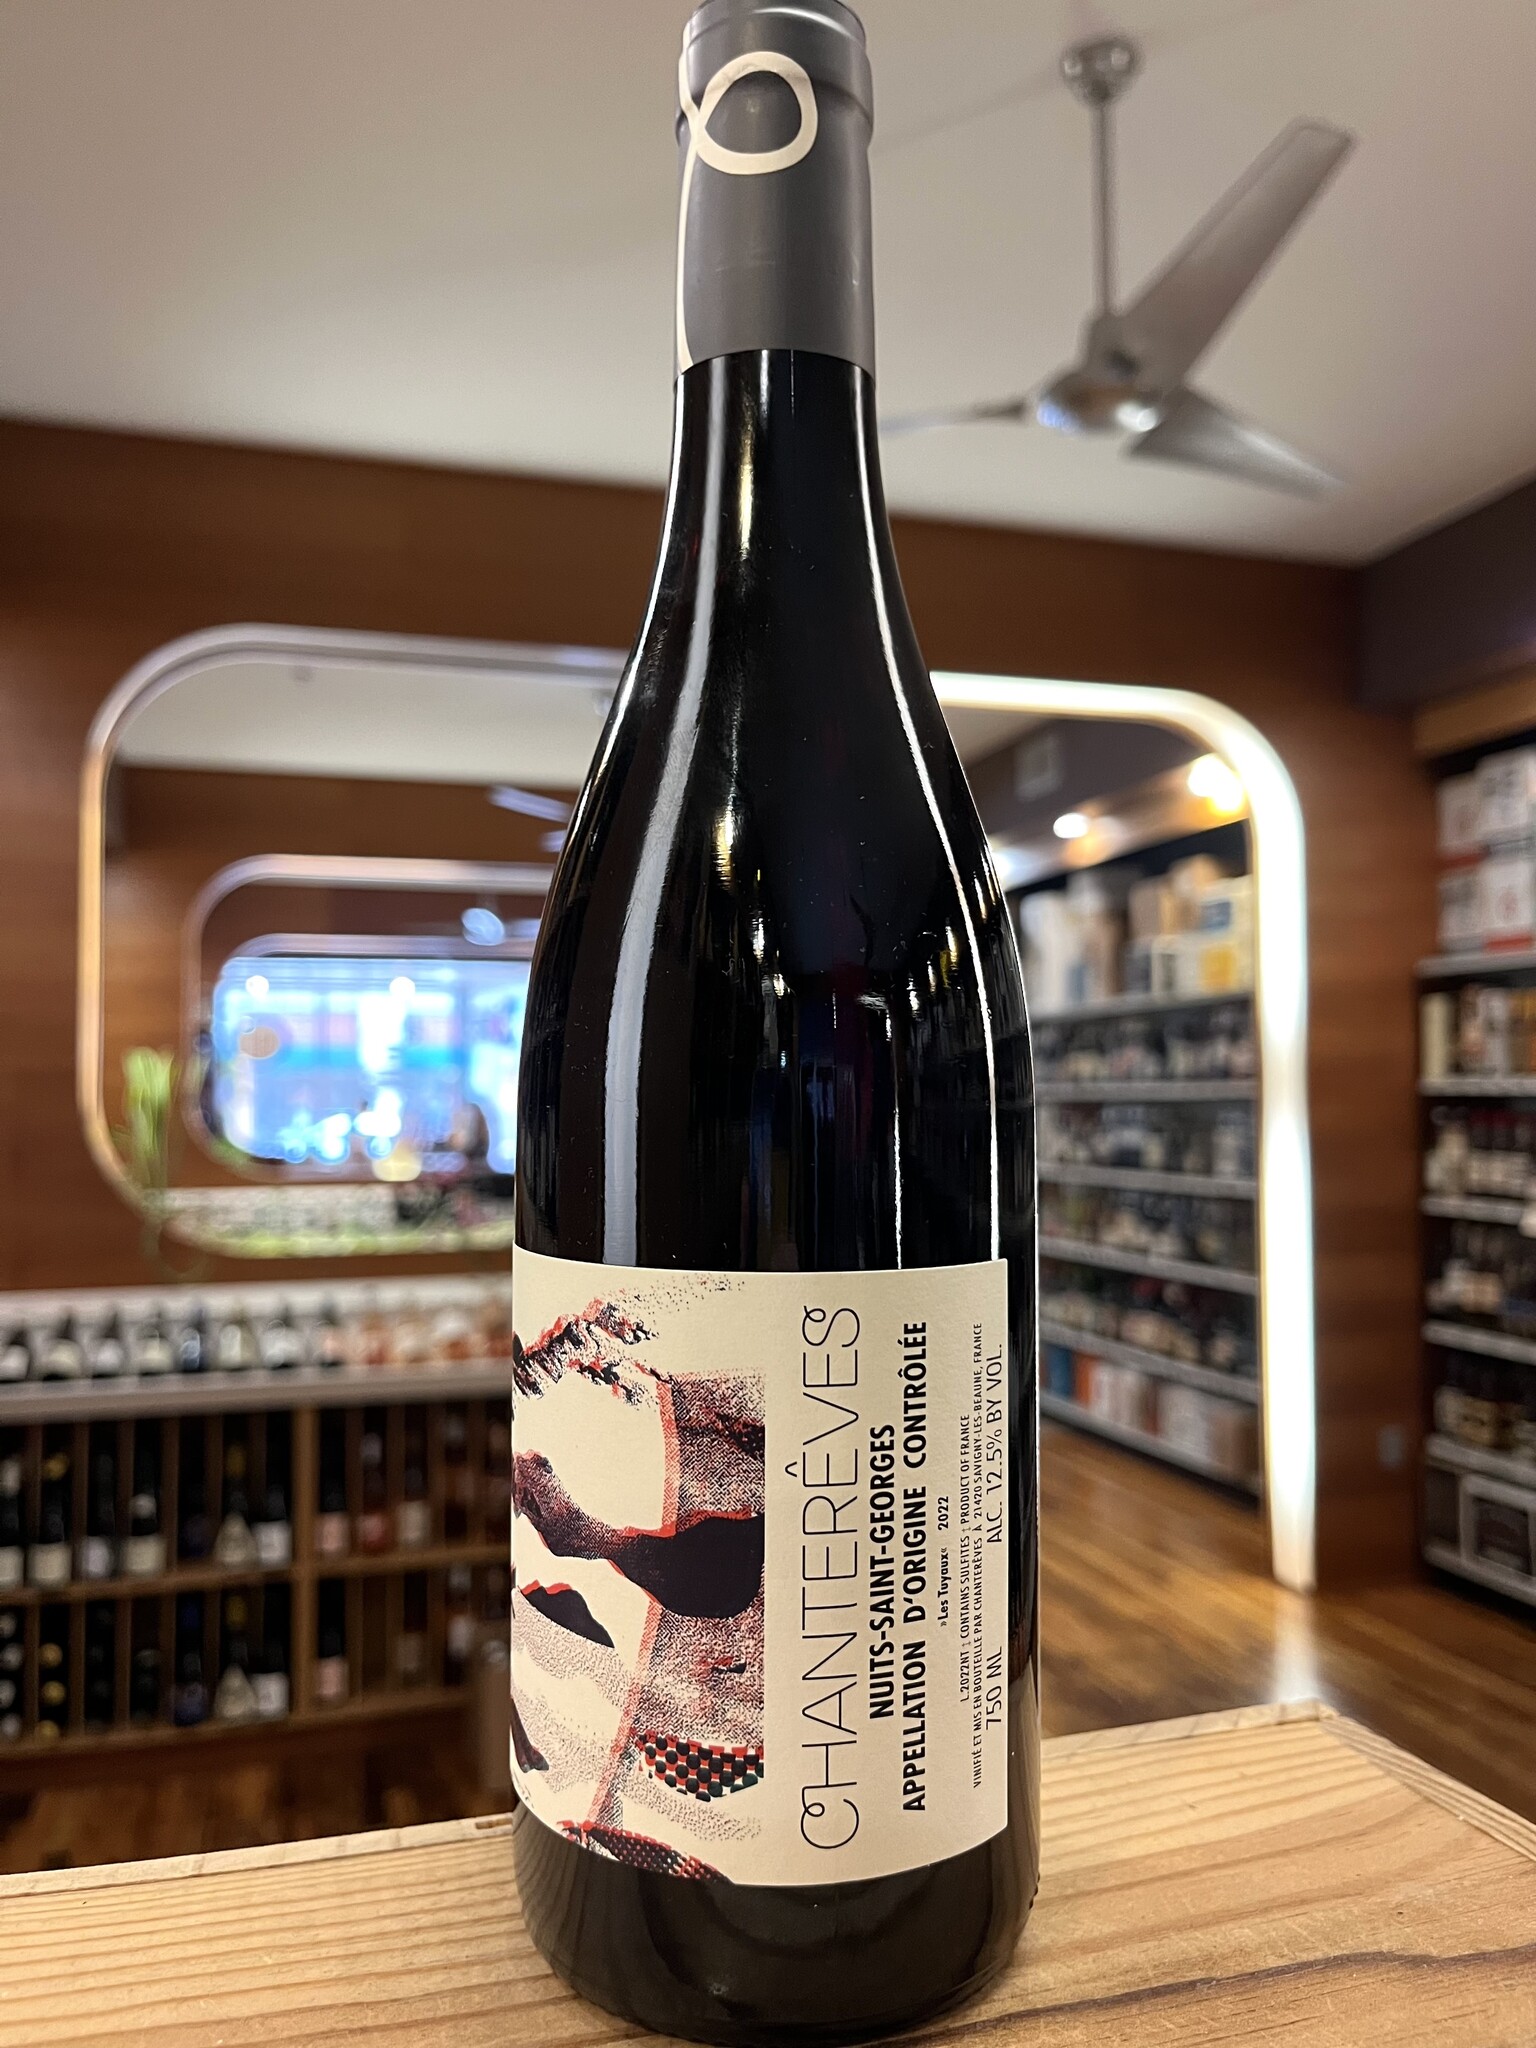 CHANTERÊVES
NUITS-SAINT-GEORGES
APPELLATION D'ORIGINE CONTRÔLÉE
»Les Tuyaux« 2022
L.2022NT | CONTAINS SULFITES | PRODUCT OF FRANCE
VINIFIÉ ET MIS EN BOUTEILLE PAR CHANTERÊVES À 21420 SAVIGNY-LES-BEAUNE, FRANCE
750 ML ALC. 12.5% BY VOL.